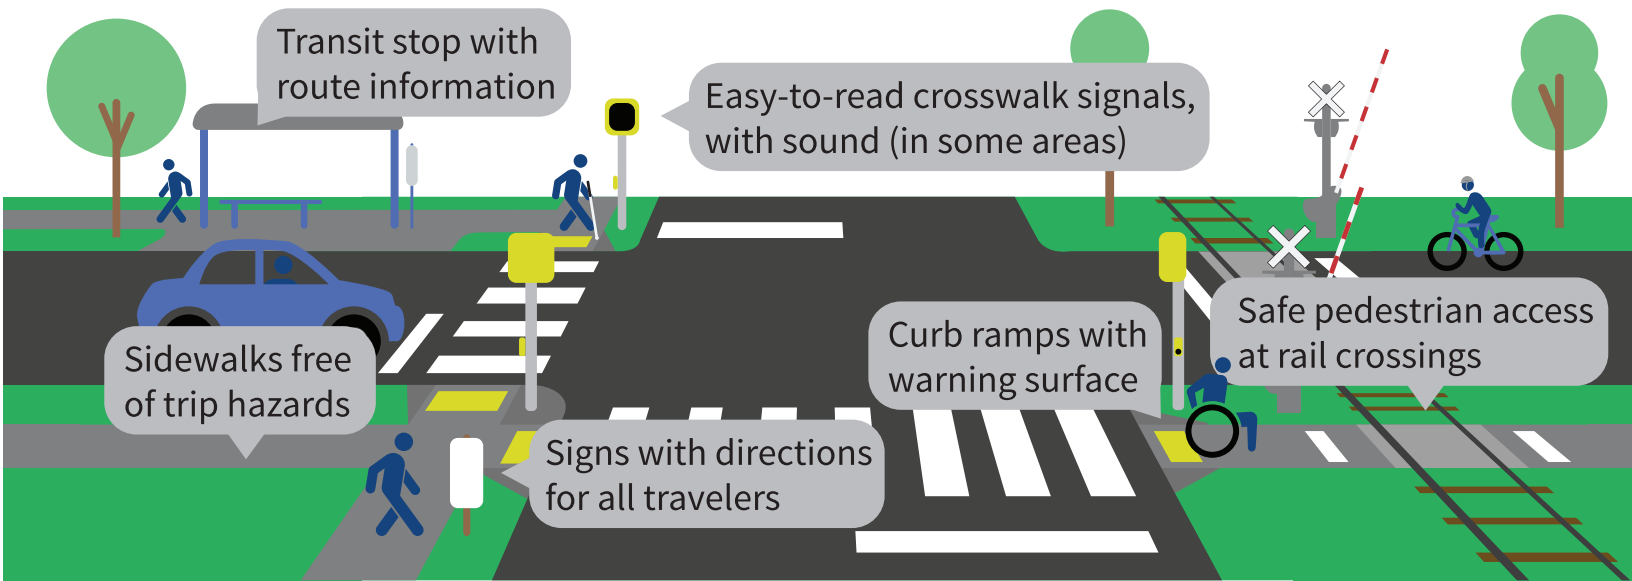 Transit stop with
route information
Easy-to-read crosswalk signals,
with sound (in some areas)
Safe pedestrian access
at rail crossings
Curb ramps with
warning surface
Sidewalks free
of trip hazards
Signs with directions
for all travelers